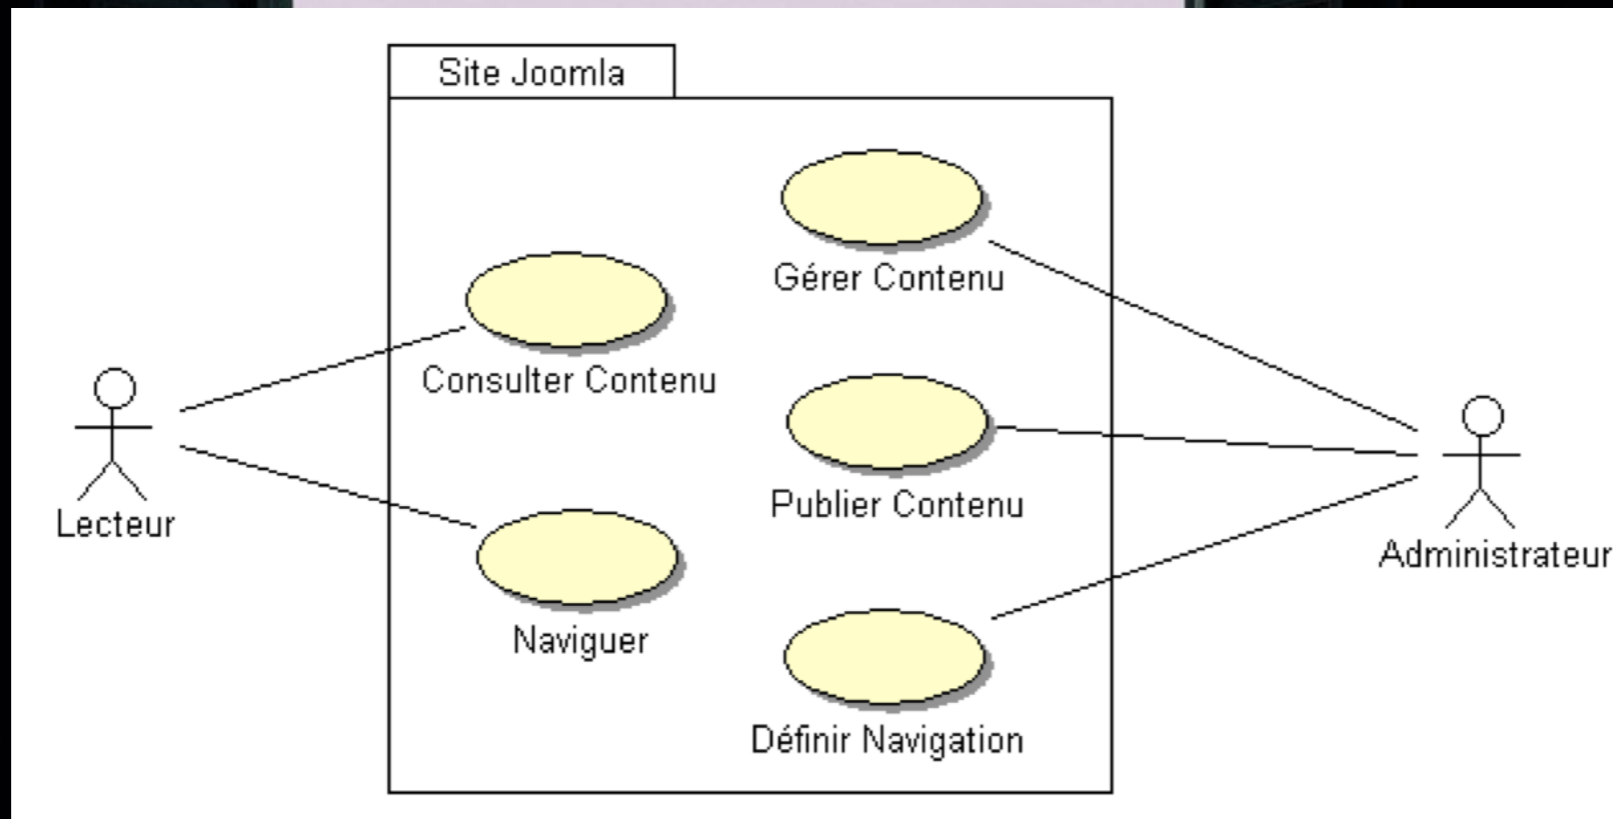 Site Joomla
Gérer Contenu
Consulter Contenu
Publier Contenu
Lecteur
Administrateur
Naviguer
Définir Navigation